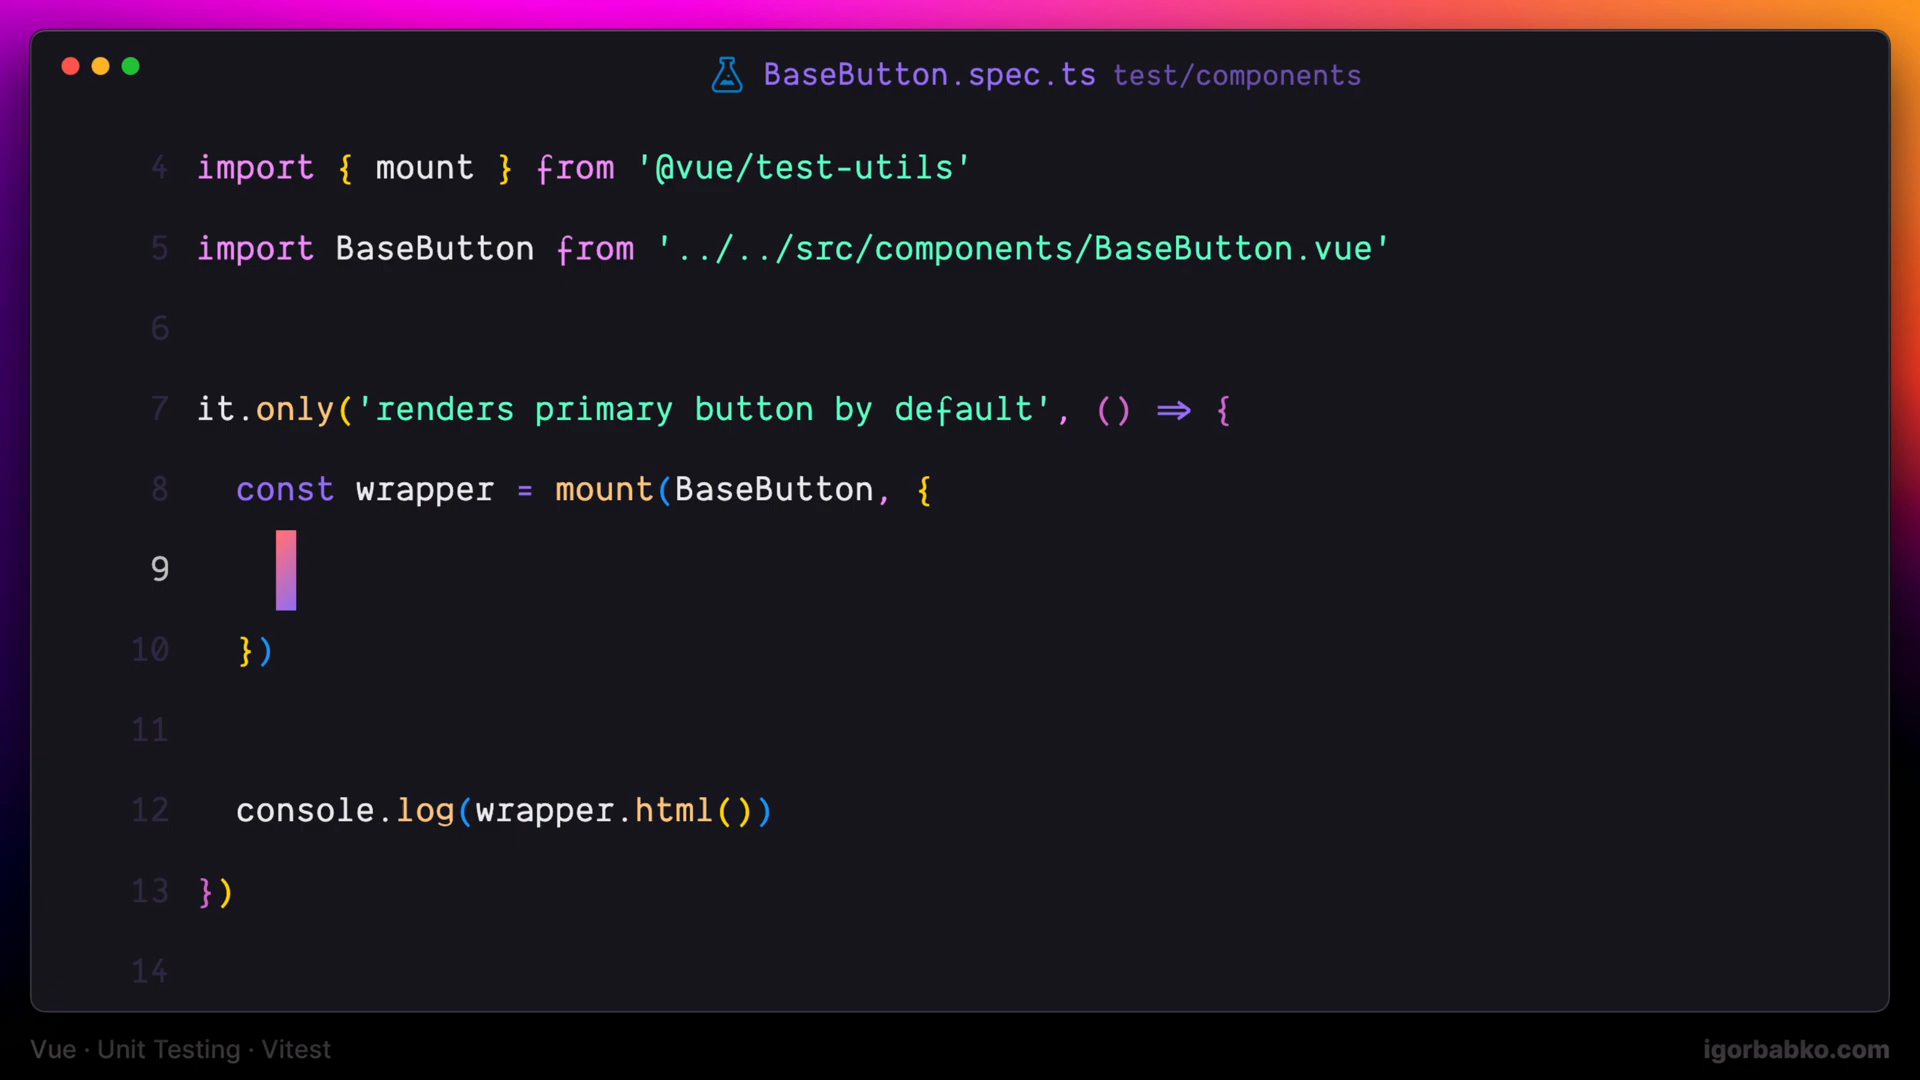 BaseButton.spec.ts test/components
4 import { mount } from '@vue/test-utils'
5 import BaseButton from '../../src/components/BaseButton.vue'
6
7 it.only('renders primary button by default', () => {
8 const wrapper = mount(BaseButton, {
9
10 })
11
12 console.log(wrapper.html())
13 })
14
Vue · Unit Testing · Vitest
igorbabko.com